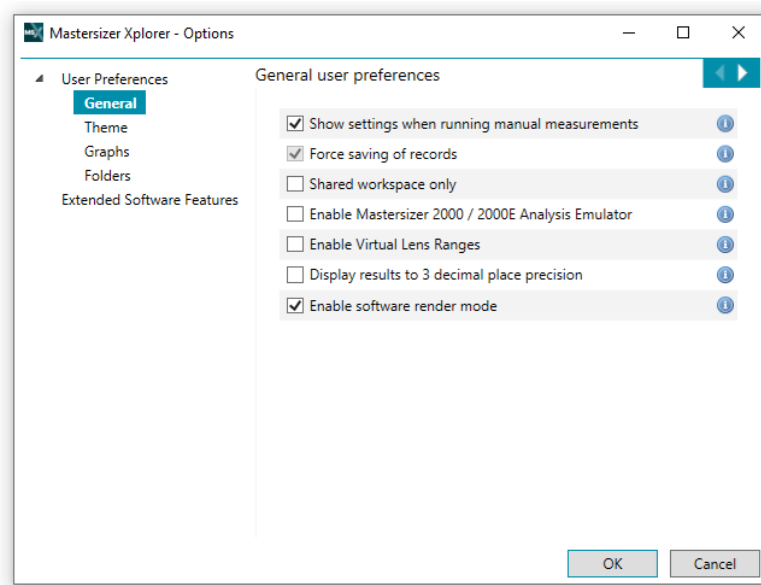 MSX Mastersizer Xplorer - Options
User Preferences
General
Theme
Graphs
Folders
Extended Software Features
General user preferences
Show settings when running manual measurements
Force saving of records
Shared workspace only
Enable Mastersizer 2000 / 2000E Analysis Emulator
Enable Virtual Lens Ranges
Display results to 3 decimal place precision
Enable software render mode
OK Cancel